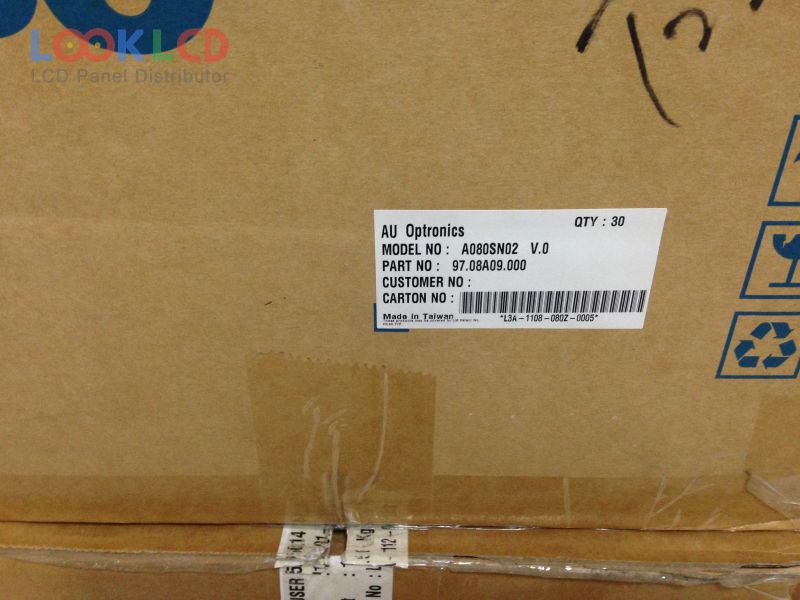 LOOK LCD
LCD Panel Distributor
AU Optronics QTY : 30
MODEL NO : A080SN02 V.0
PART NO : 97.08A09.000
CUSTOMER NO :
CARTON NO :
Made in Taiwan *L3A-1108-080Z-0005*